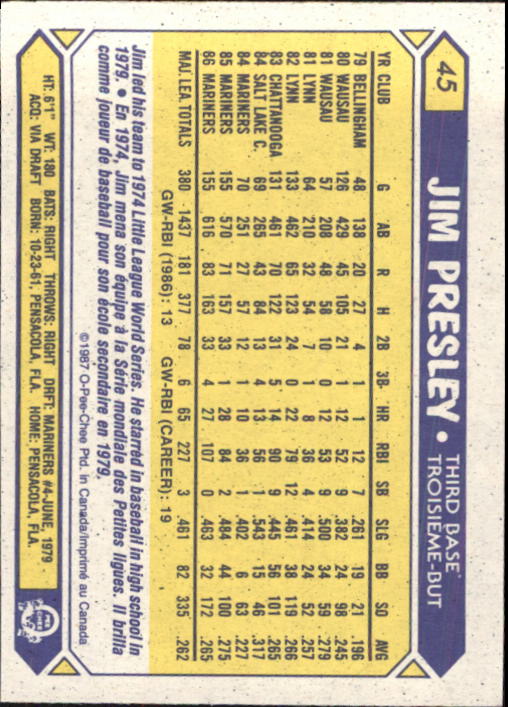 45
JIM PRESLEY • THIRD BASE
TROISIÈME-BUT
YR CLUB G AB R H 2B 3B HR RBI SB SLG BB SO AVG
79 BELLINGHAM 48 138 20 27 4 1 1 12 7 .261 19 21 .196
80 WAUSAU 126 429 45 105 21 1 12 52 9 .382 24 98 .245
81 WAUSAU 57 208 48 58 10 0 12 53 9 .500 34 59 .279
81 LYNN 64 210 32 54 7 1 8 36 4 .414 24 52 .257
82 LYNN 133 462 65 123 24 0 22 79 12 .461 38 119 .266
83 CHATTANOOGA 131 461 70 122 31 5 14 90 9 .445 56 101 .265
84 SALT LAKE C. 69 265 43 84 13 4 13 56 1 .543 15 46 .317
84 MARINERS 70 251 27 57 12 1 10 36 1 .402 6 63 .227
85 MARINERS 155 570 71 157 33 1 28 84 2 .484 44 100 .275
86 MARINERS 155 616 83 163 33 4 27 107 0 .463 32 172 .265
MAJ. LEA. TOTALS 380 1437 181 377 78 6 65 227 3 .461 82 335 .262
GW-RBI (1986): 13 GW-RBI (CAREER): 19
Jim led his team to 1974 Little League World Series. He starred in baseball in high school in
1979. • En 1974, Jim mena son équipe à la Série mondiale des Petites ligues. Il brilla
comme joueur de baseball pour son école secondaire en 1979.
©1987 O-Pee-Chee Ptd. in Canada/Imprimé au Canada
HT: 6'1" WT: 180 BATS: RIGHT THROWS: RIGHT DRFT: MARINERS #4-JUNE, 1979
ACQ: VIA DRAFT BORN: 10-23-61, PENSACOLA, FLA. HOME: PENSACOLA, FLA.
O
PEE
CHEE